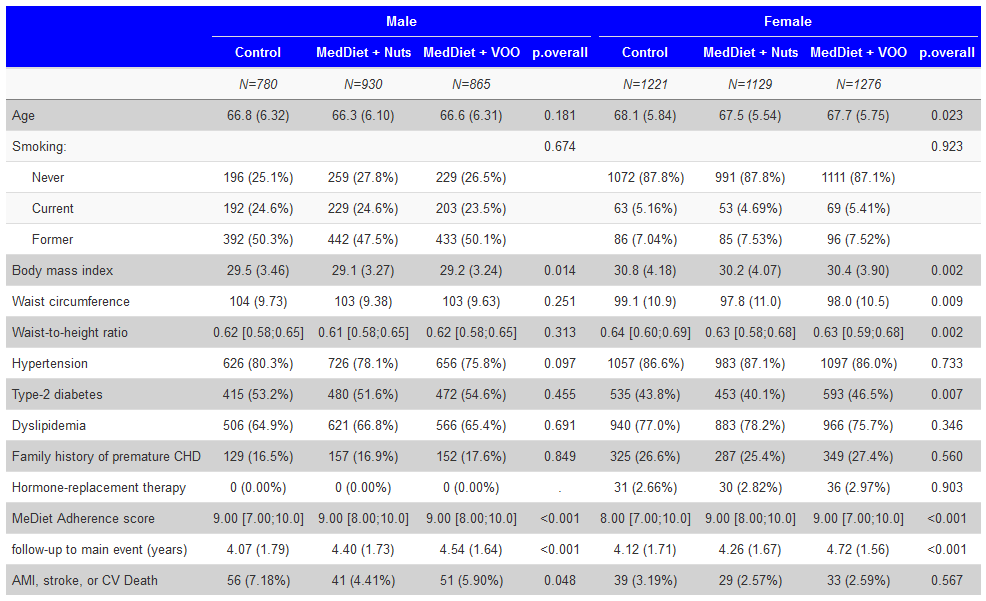 Male Female
Control MedDiet + Nuts MedDiet + VOO p.overall Control MedDiet + Nuts MedDiet + VOO p.overall
N=780 N=930 N=865 N=1221 N=1129 N=1276
Age 66.8 (6.32) 66.3 (6.10) 66.6 (6.31) 0.181 68.1 (5.84) 67.5 (5.54) 67.7 (5.75) 0.023
Smoking: 0.674 0.923
Never 196 (25.1%) 259 (27.8%) 229 (26.5%) 1072 (87.8%) 991 (87.8%) 1111 (87.1%)
Current 192 (24.6%) 229 (24.6%) 203 (23.5%) 63 (5.16%) 53 (4.69%) 69 (5.41%)
Former 392 (50.3%) 442 (47.5%) 433 (50.1%) 86 (7.04%) 85 (7.53%) 96 (7.52%)
Body mass index 29.5 (3.46) 29.1 (3.27) 29.2 (3.24) 0.014 30.8 (4.18) 30.2 (4.07) 30.4 (3.90) 0.002
Waist circumference 104 (9.73) 103 (9.38) 103 (9.63) 0.251 99.1 (10.9) 97.8 (11.0) 98.0 (10.5) 0.009
Waist-to-height ratio 0.62 [0.58;0.65] 0.61 [0.58;0.65] 0.62 [0.58;0.65] 0.313 0.64 [0.60;0.69] 0.63 [0.58;0.68] 0.63 [0.59;0.68] 0.002
Hypertension 626 (80.3%) 726 (78.1%) 656 (75.8%) 0.097 1057 (86.6%) 983 (87.1%) 1097 (86.0%) 0.733
Type-2 diabetes 415 (53.2%) 480 (51.6%) 472 (54.6%) 0.455 535 (43.8%) 453 (40.1%) 593 (46.5%) 0.007
Dyslipidemia 506 (64.9%) 621 (66.8%) 566 (65.4%) 0.691 940 (77.0%) 883 (78.2%) 966 (75.7%) 0.346
Family history of premature CHD 129 (16.5%) 157 (16.9%) 152 (17.6%) 0.849 325 (26.6%) 287 (25.4%) 349 (27.4%) 0.560
Hormone-replacement therapy 0 (0.00%) 0 (0.00%) 0 (0.00%) . 31 (2.66%) 30 (2.82%) 36 (2.97%) 0.903
MeDiet Adherence score 9.00 [7.00;10.0] 9.00 [8.00;10.0] 9.00 [8.00;10.0] <0.001 8.00 [7.00;10.0] 9.00 [8.00;10.0] 9.00 [7.00;10.0] <0.001
follow-up to main event (years) 4.07 (1.79) 4.40 (1.73) 4.54 (1.64) <0.001 4.12 (1.71) 4.26 (1.67) 4.72 (1.56) <0.001
AMI, stroke, or CV Death 56 (7.18%) 41 (4.41%) 51 (5.90%) 0.048 39 (3.19%) 29 (2.57%) 33 (2.59%) 0.567